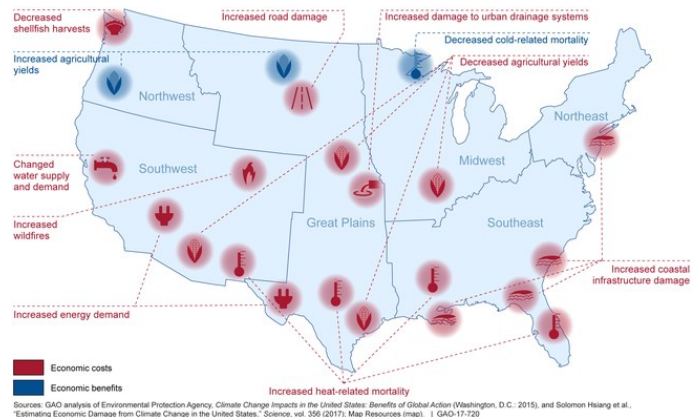 Decreased
shellfish harvests
Increased road damage
Increased damage to urban drainage systems
Decreased cold-related mortality
Increased agricultural
yields
Decreased agricultural yields
Northwest
Northeast
Changed
water supply
and demand
Southwest
Midwest
Increased
wildfires
Great Plains
Southeast
Increased coastal
infrastructure damage
Increased energy demand
Economic costs
Economic benefits
Increased heat-related mortality
Sources: GAO analysis of Environmental Protection Agency, Climate Change Impacts in the United States: Benefits of Global Action (Washington, D.C.: 2015), and Solomon Hsiang et al.,
"Estimating Economic Damage from Climate Change in the United States," Science, vol. 356 (2017); Map Resources (map). | GAO-17-720